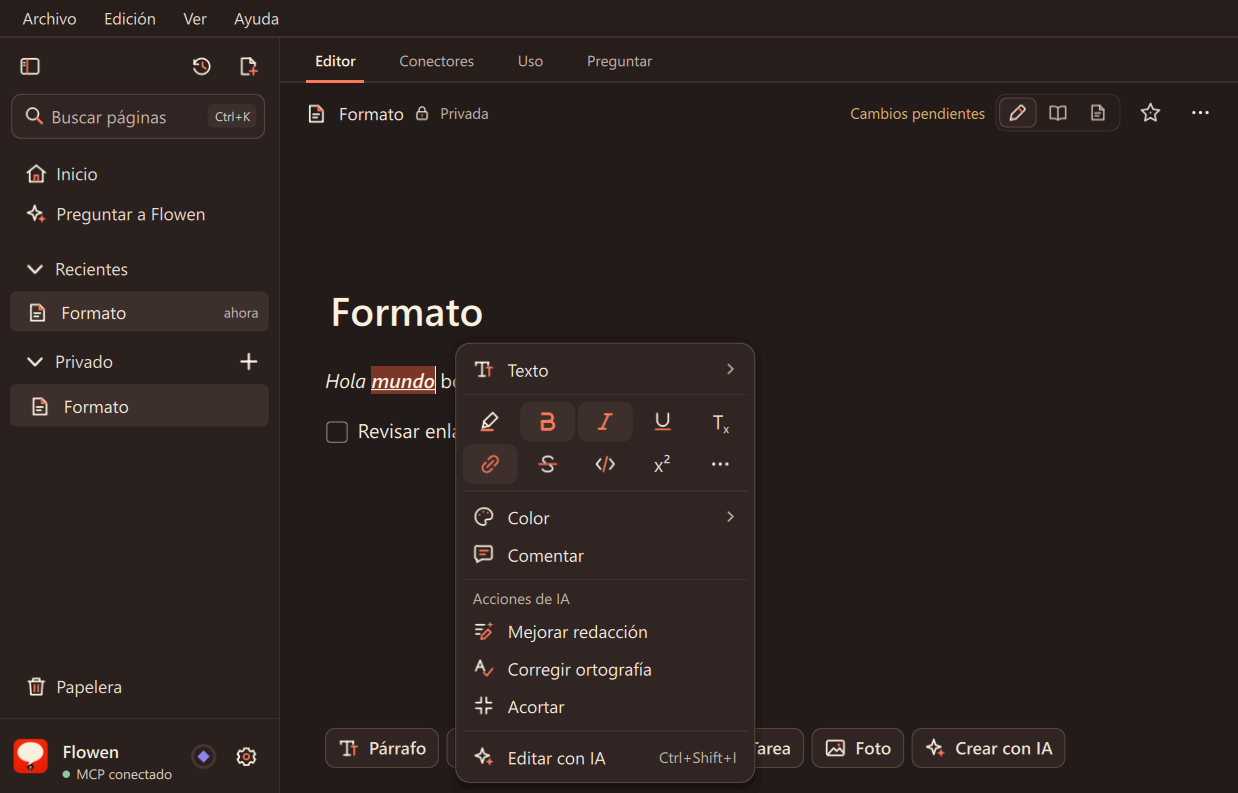 Archivo Edición Ver Ayuda
Editor Conectores Uso Preguntar
Buscar páginas Ctrl+K
Formato Privada Cambios pendientes
Inicio
Preguntar a Flowen
Recientes
Formato ahora
Privado
Formato
Papelera
Flowen
MCP conectado
Formato
Hola mundo
Revisar
Texto
B I U Tx
S </> x²
Color
Comentar
Acciones de IA
Mejorar redacción
Corregir ortografía
Acortar
Editar con IA Ctrl+Shift+I
Párrafo Foto Crear con IA